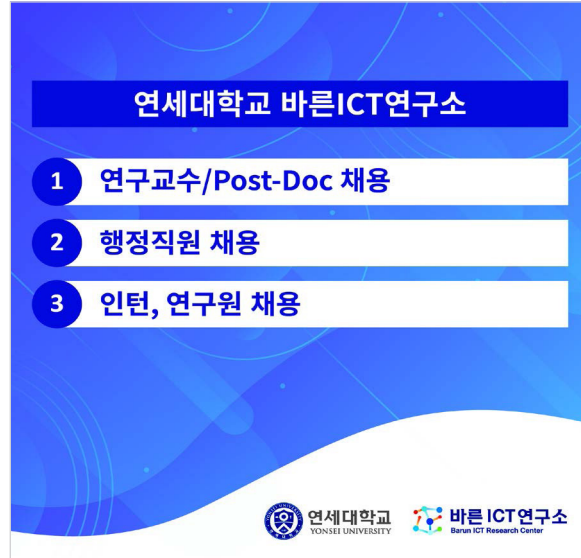 연세대학교 바른ICT연구소
1 연구교수/Post-Doc 채용
2 행정직원 채용
3 인턴, 연구원 채용
연세대학교
YONSEI UNIVERSITY
바른ICT연구소
Barun ICT Research Center